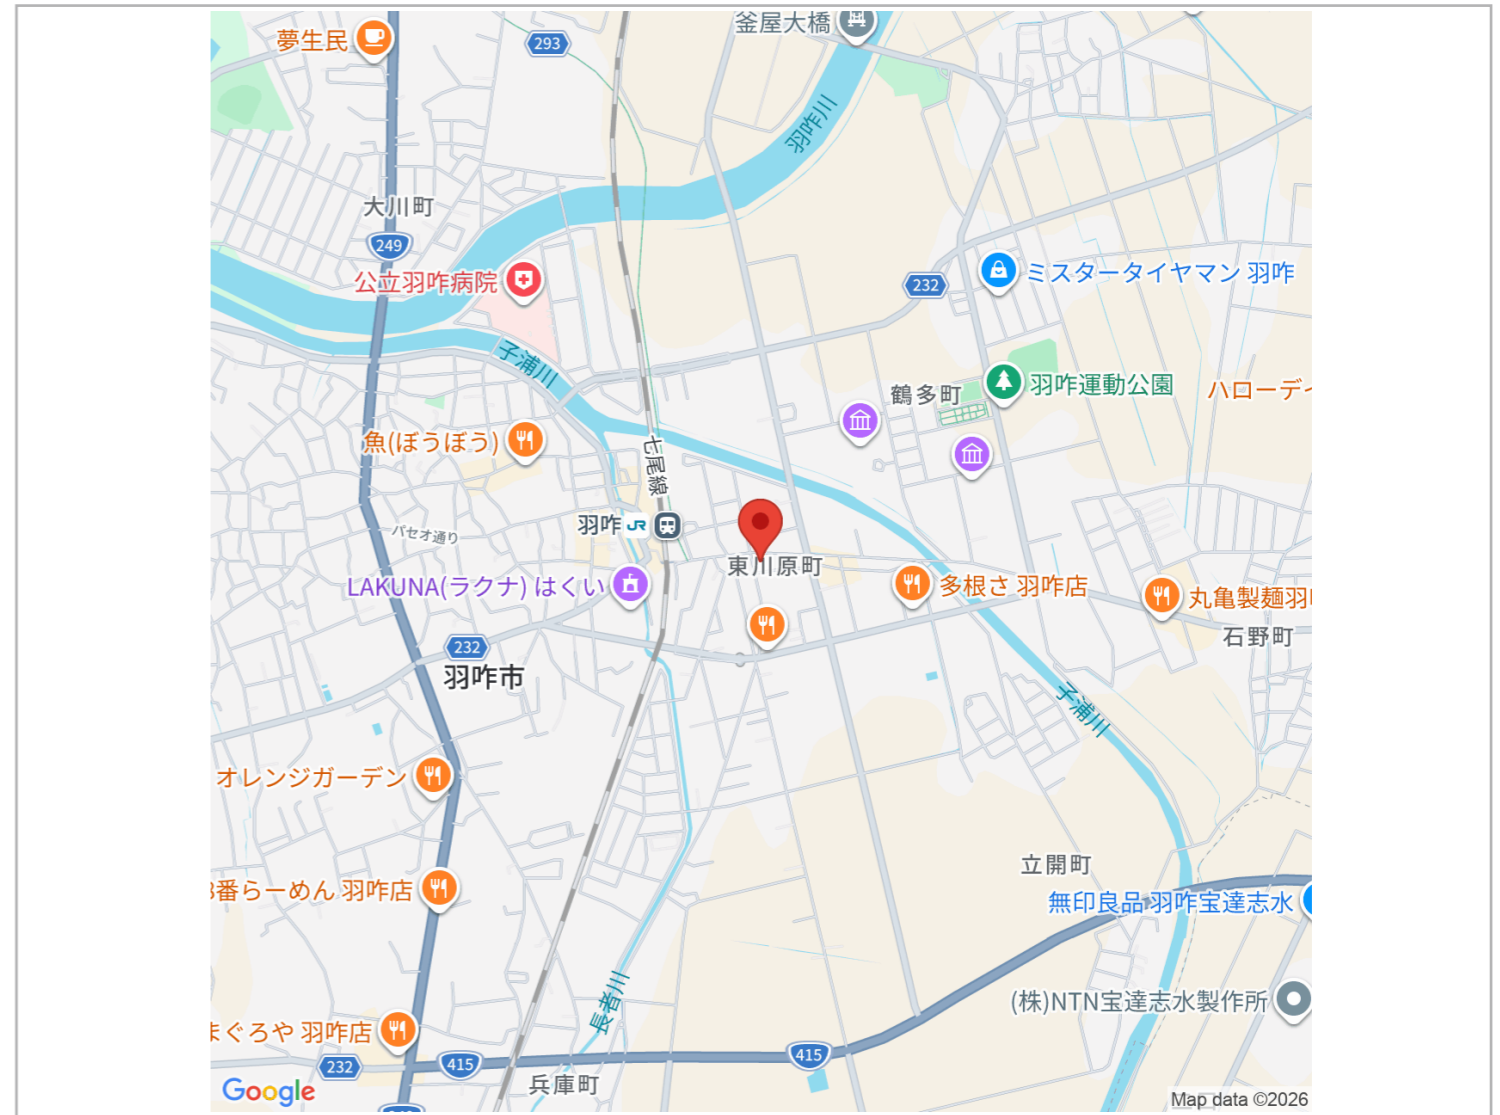 釜屋大橋
夢生民
293
羽咋川
大川町
249
公立羽咋病院
ミスタータイヤマン 羽咋
232
子浦川
羽咋運動公園
鶴多町
ハローデイ
魚(ぼうぼう)
七尾線
羽咋 JR
パセオ通り
東川原町
LAKUNA(ラクナ) はくい
多根さ 羽咋店
丸亀製麺羽
石野町
232
羽咋市
子浦川
オレンジガーデン
立開町
8番らーめん 羽咋店
無印良品 羽咋宝達志水
長者川
(株)NTN宝達志水製作所
まぐろや 羽咋店
232
415
415
兵庫町
Google
Map data ©2026